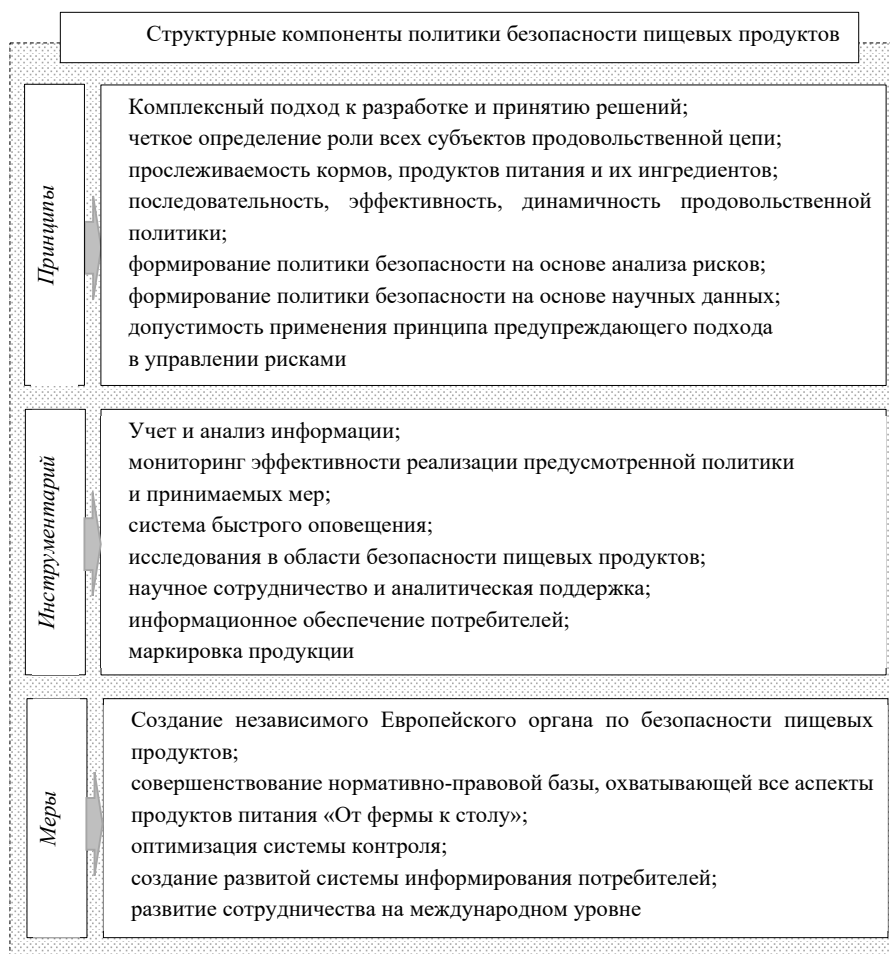 Структурные компоненты политики безопасности пищевых продуктов
Принципы
Комплексный подход к разработке и принятию решений;
четкое определение роли всех субъектов продовольственной цепи;
прослеживаемость кормов, продуктов питания и их ингредиентов;
последовательность, эффективность, динамичность продовольственной
политики;
формирование политики безопасности на основе анализа рисков;
формирование политики безопасности на основе научных данных;
допустимость применения принципа предупреждающего подхода
в управлении рисками
Инструментарий
Учет и анализ информации;
мониторинг эффективности реализации предусмотренной политики
и принимаемых мер;
система быстрого оповещения;
исследования в области безопасности пищевых продуктов;
научное сотрудничество и аналитическая поддержка;
информационное обеспечение потребителей;
маркировка продукции
Меры
Создание независимого Европейского органа по безопасности пищевых
продуктов;
совершенствование нормативно-правовой базы, охватывающей все аспекты
продуктов питания «От фермы к столу»;
оптимизация системы контроля;
создание развитой системы информирования потребителей;
развитие сотрудничества на международном уровне